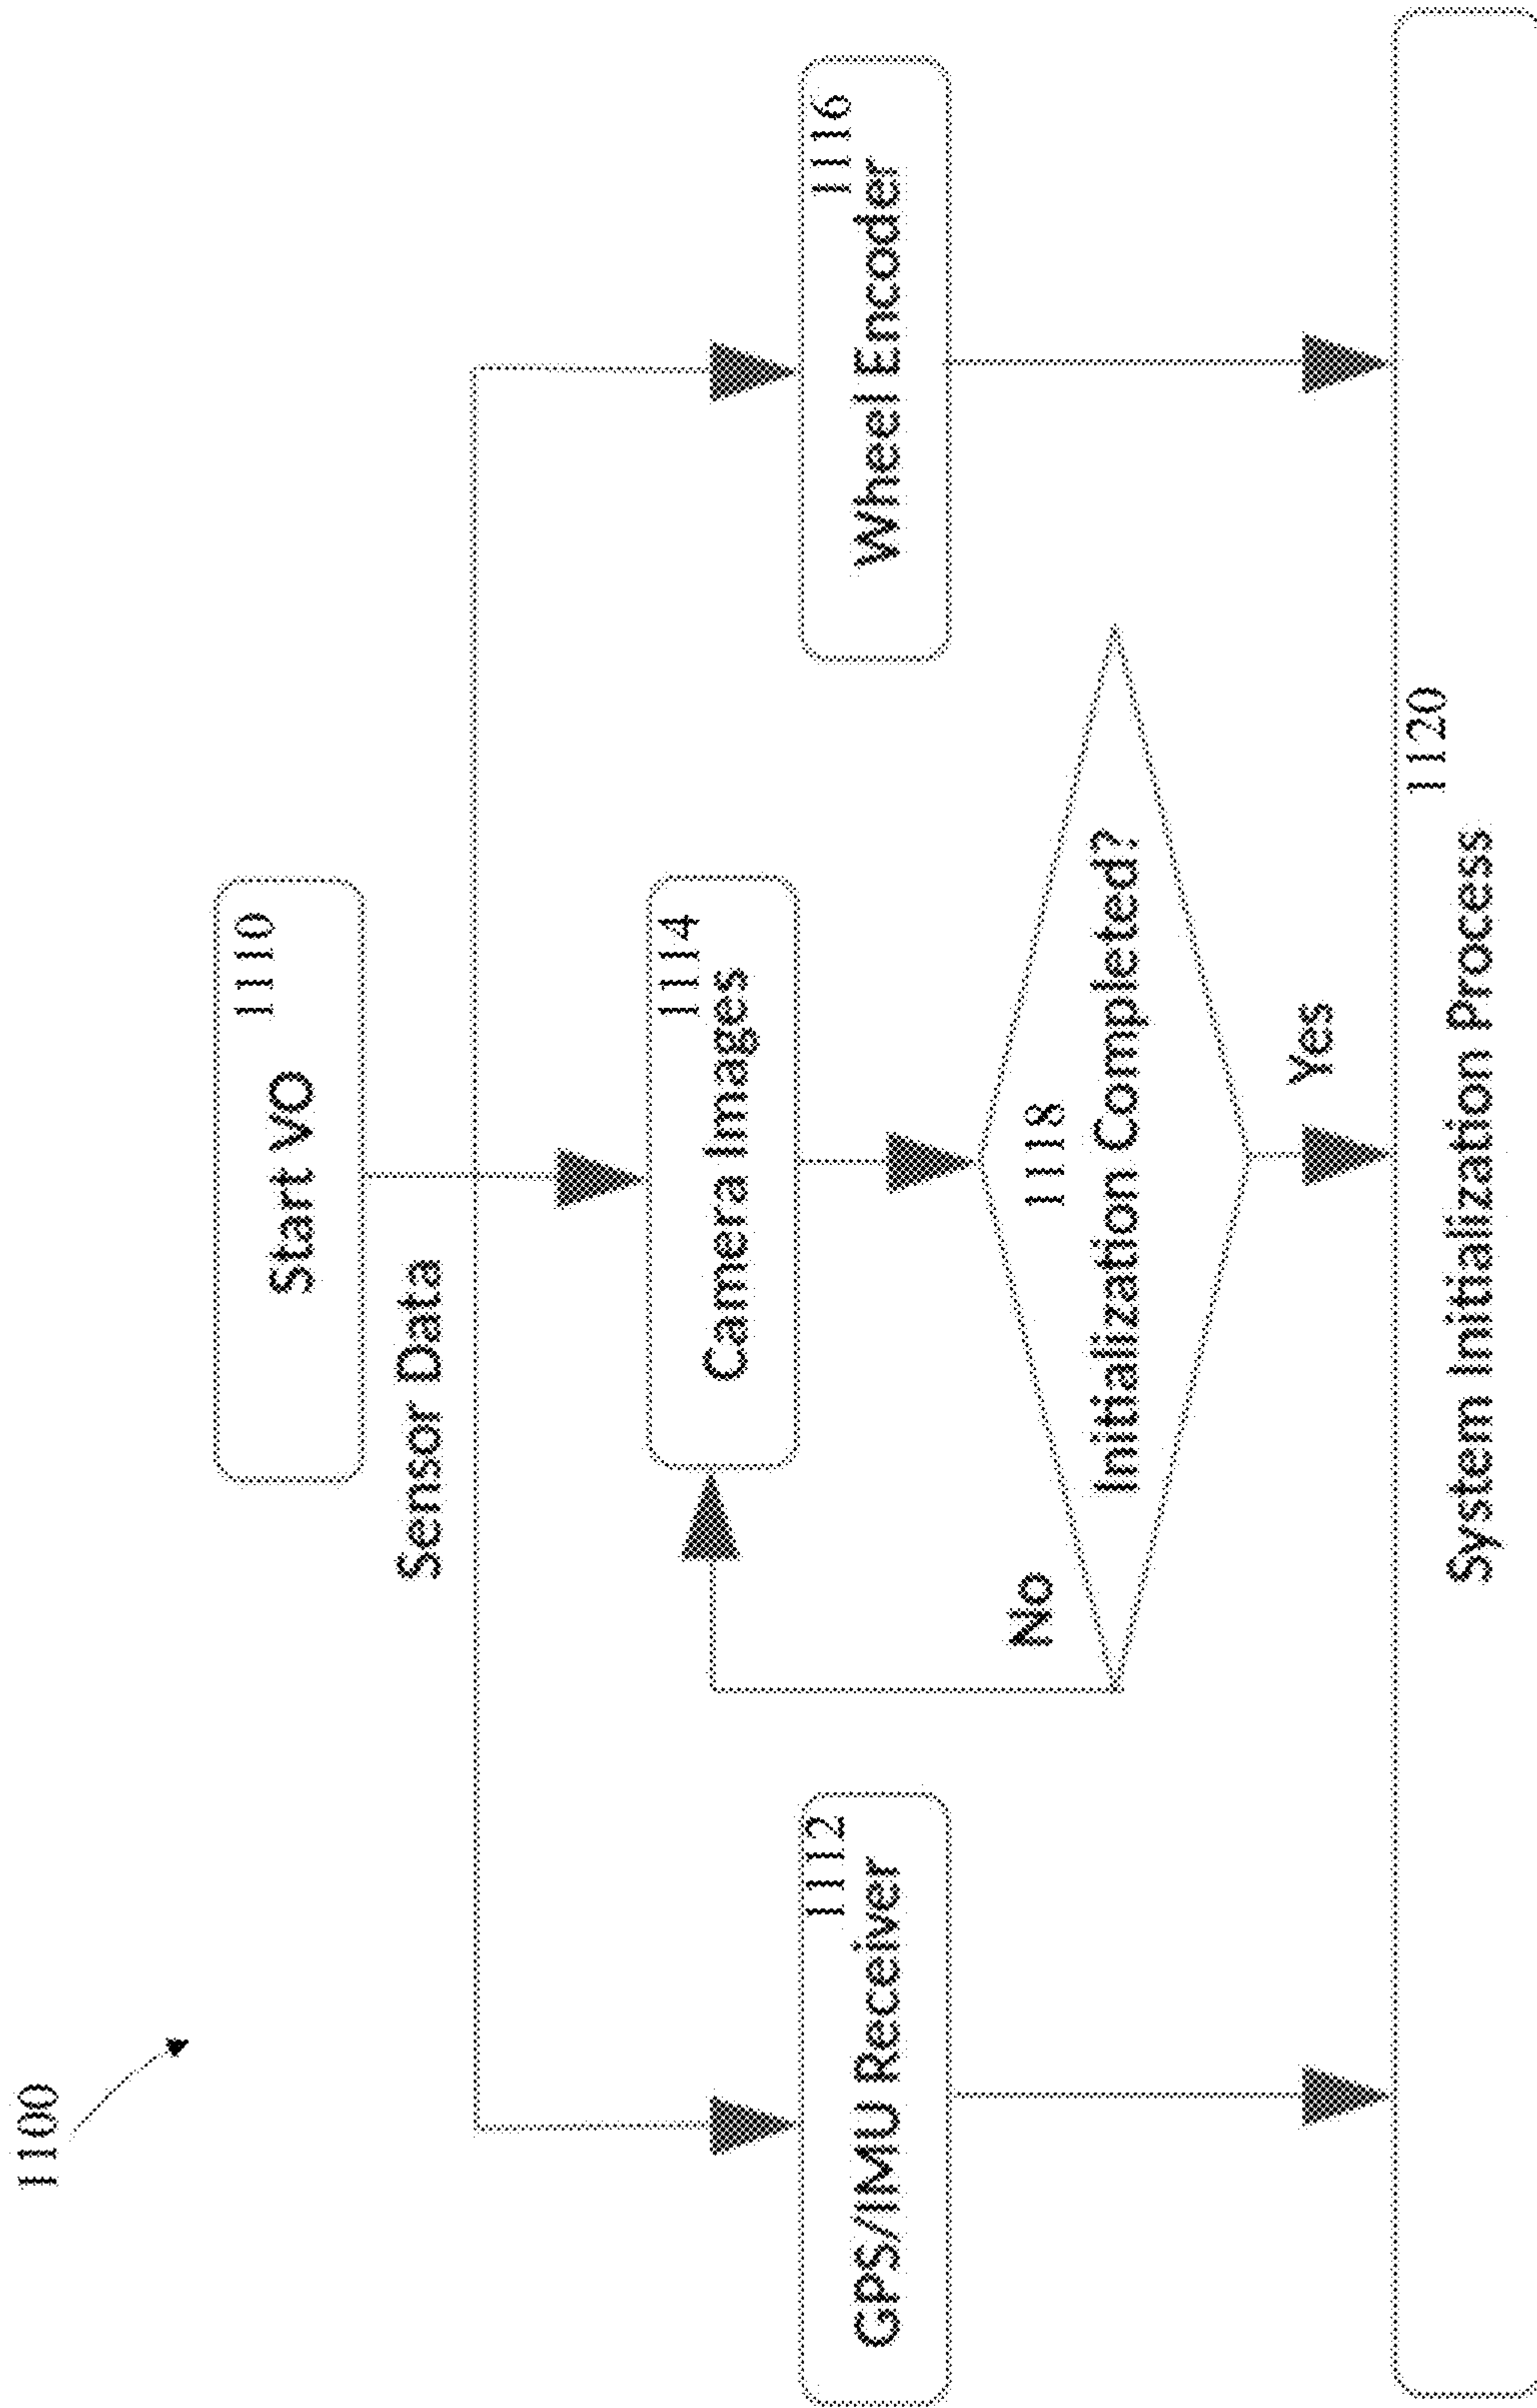 1100
1110
Start VO
Sensor Data
1114
Camera Images
1112
GPS/IMU Receiver
1116
Wheel Encoder
No
1118
Initialization Completed?
Yes
1120
System Initialization Process